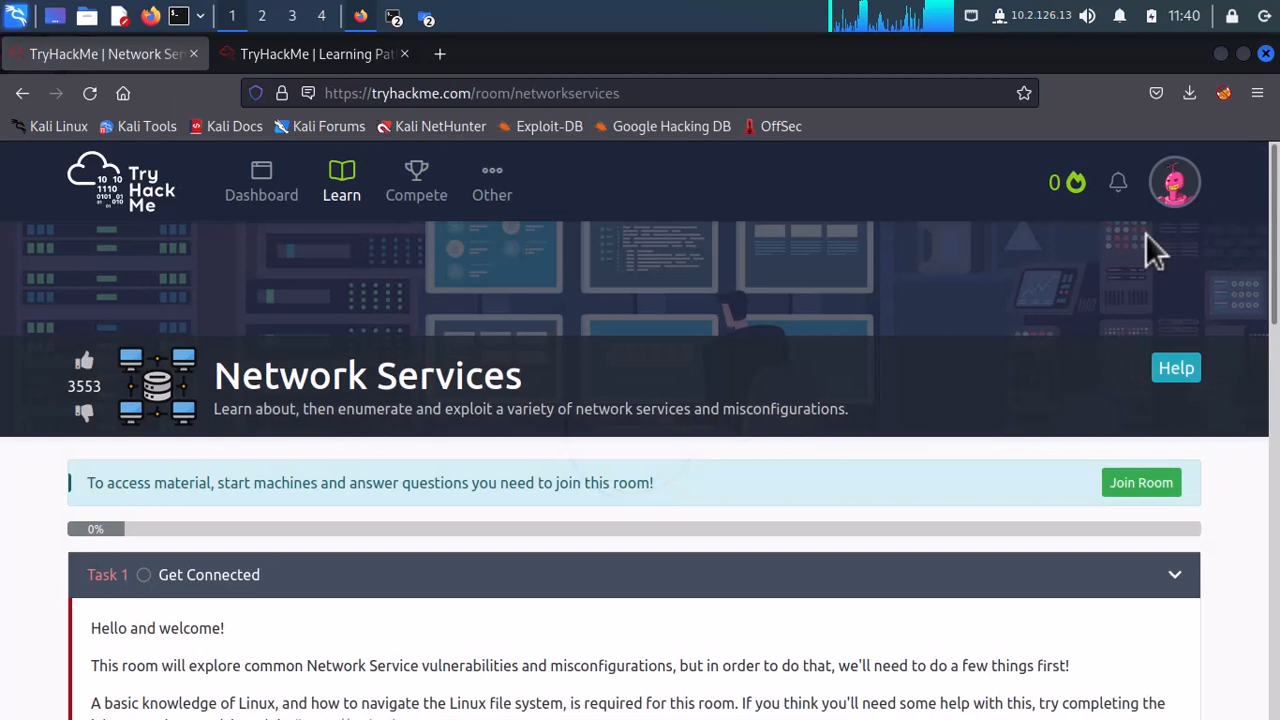 1 2 3 4 10.2.126.13 11:40
TryHackMe | Network Ser TryHackMe | Learning Pat
https://tryhackme.com/room/networkservices
Kali Linux Kali Tools Kali Docs Kali Forums Kali NetHunter Exploit-DB Google Hacking DB OffSec
Try Hack Me
Dashboard Learn Compete Other 0
3553
Network Services
Help
Learn about, then enumerate and exploit a variety of network services and misconfigurations.
To access material, start machines and answer questions you need to join this room! Join Room
0%
Task 1 Get Connected
Hello and welcome!
This room will explore common Network Service vulnerabilities and misconfigurations, but in order to do that, we'll need to do a few things first!
A basic knowledge of Linux, and how to navigate the Linux file system, is required for this room. If you think you'll need some help with this, try completing the